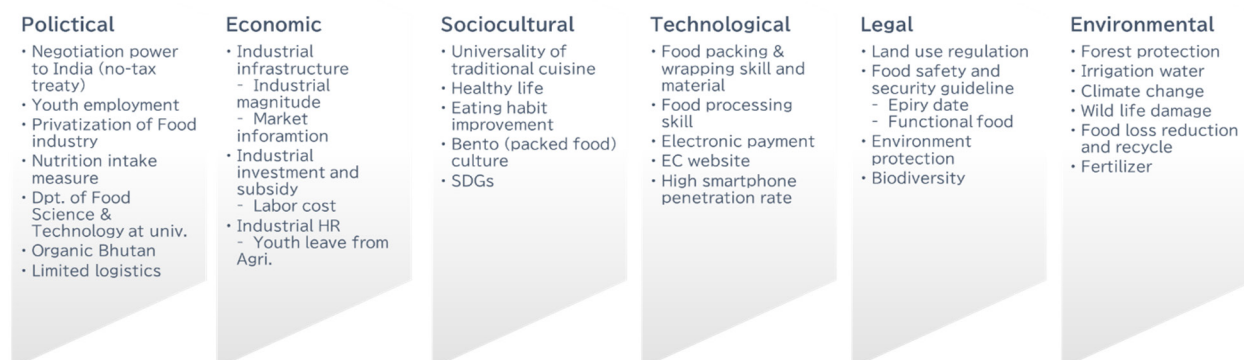 Polictical
・Negotiation power
to India (no-tax
treaty)
・Youth employment
・Privatization of Food
industry
・Nutrition intake
measure
・Dpt. of Food
Science &
Technology at univ.
・Organic Bhutan
・Limited logistics
Economic
・Industrial
infrastructure
- Industrial
magnitude
- Market
inforamtion
・Industrial
investment and
subsidy
- Labor cost
・Industrial HR
- Youth leave from
Agri.
Sociocultural
・Universality of
traditional cuisine
・Healthy life
・Eating habit
improvement
・Bento (packed food)
culture
・SDGs
Technological
・Food packing &
wrapping skill and
material
・Food processing
skill
・Electronic payment
・EC website
・High smartphone
penetration rate
Legal
・Land use regulation
・Food safety and
security guideline
- Epiry date
- Functional food
・Environment
protection
・Biodiversity
Environmental
・Forest protection
・Irrigation water
・Climate change
・Wild life damage
・Food loss reduction
and recycle
・Fertilizer